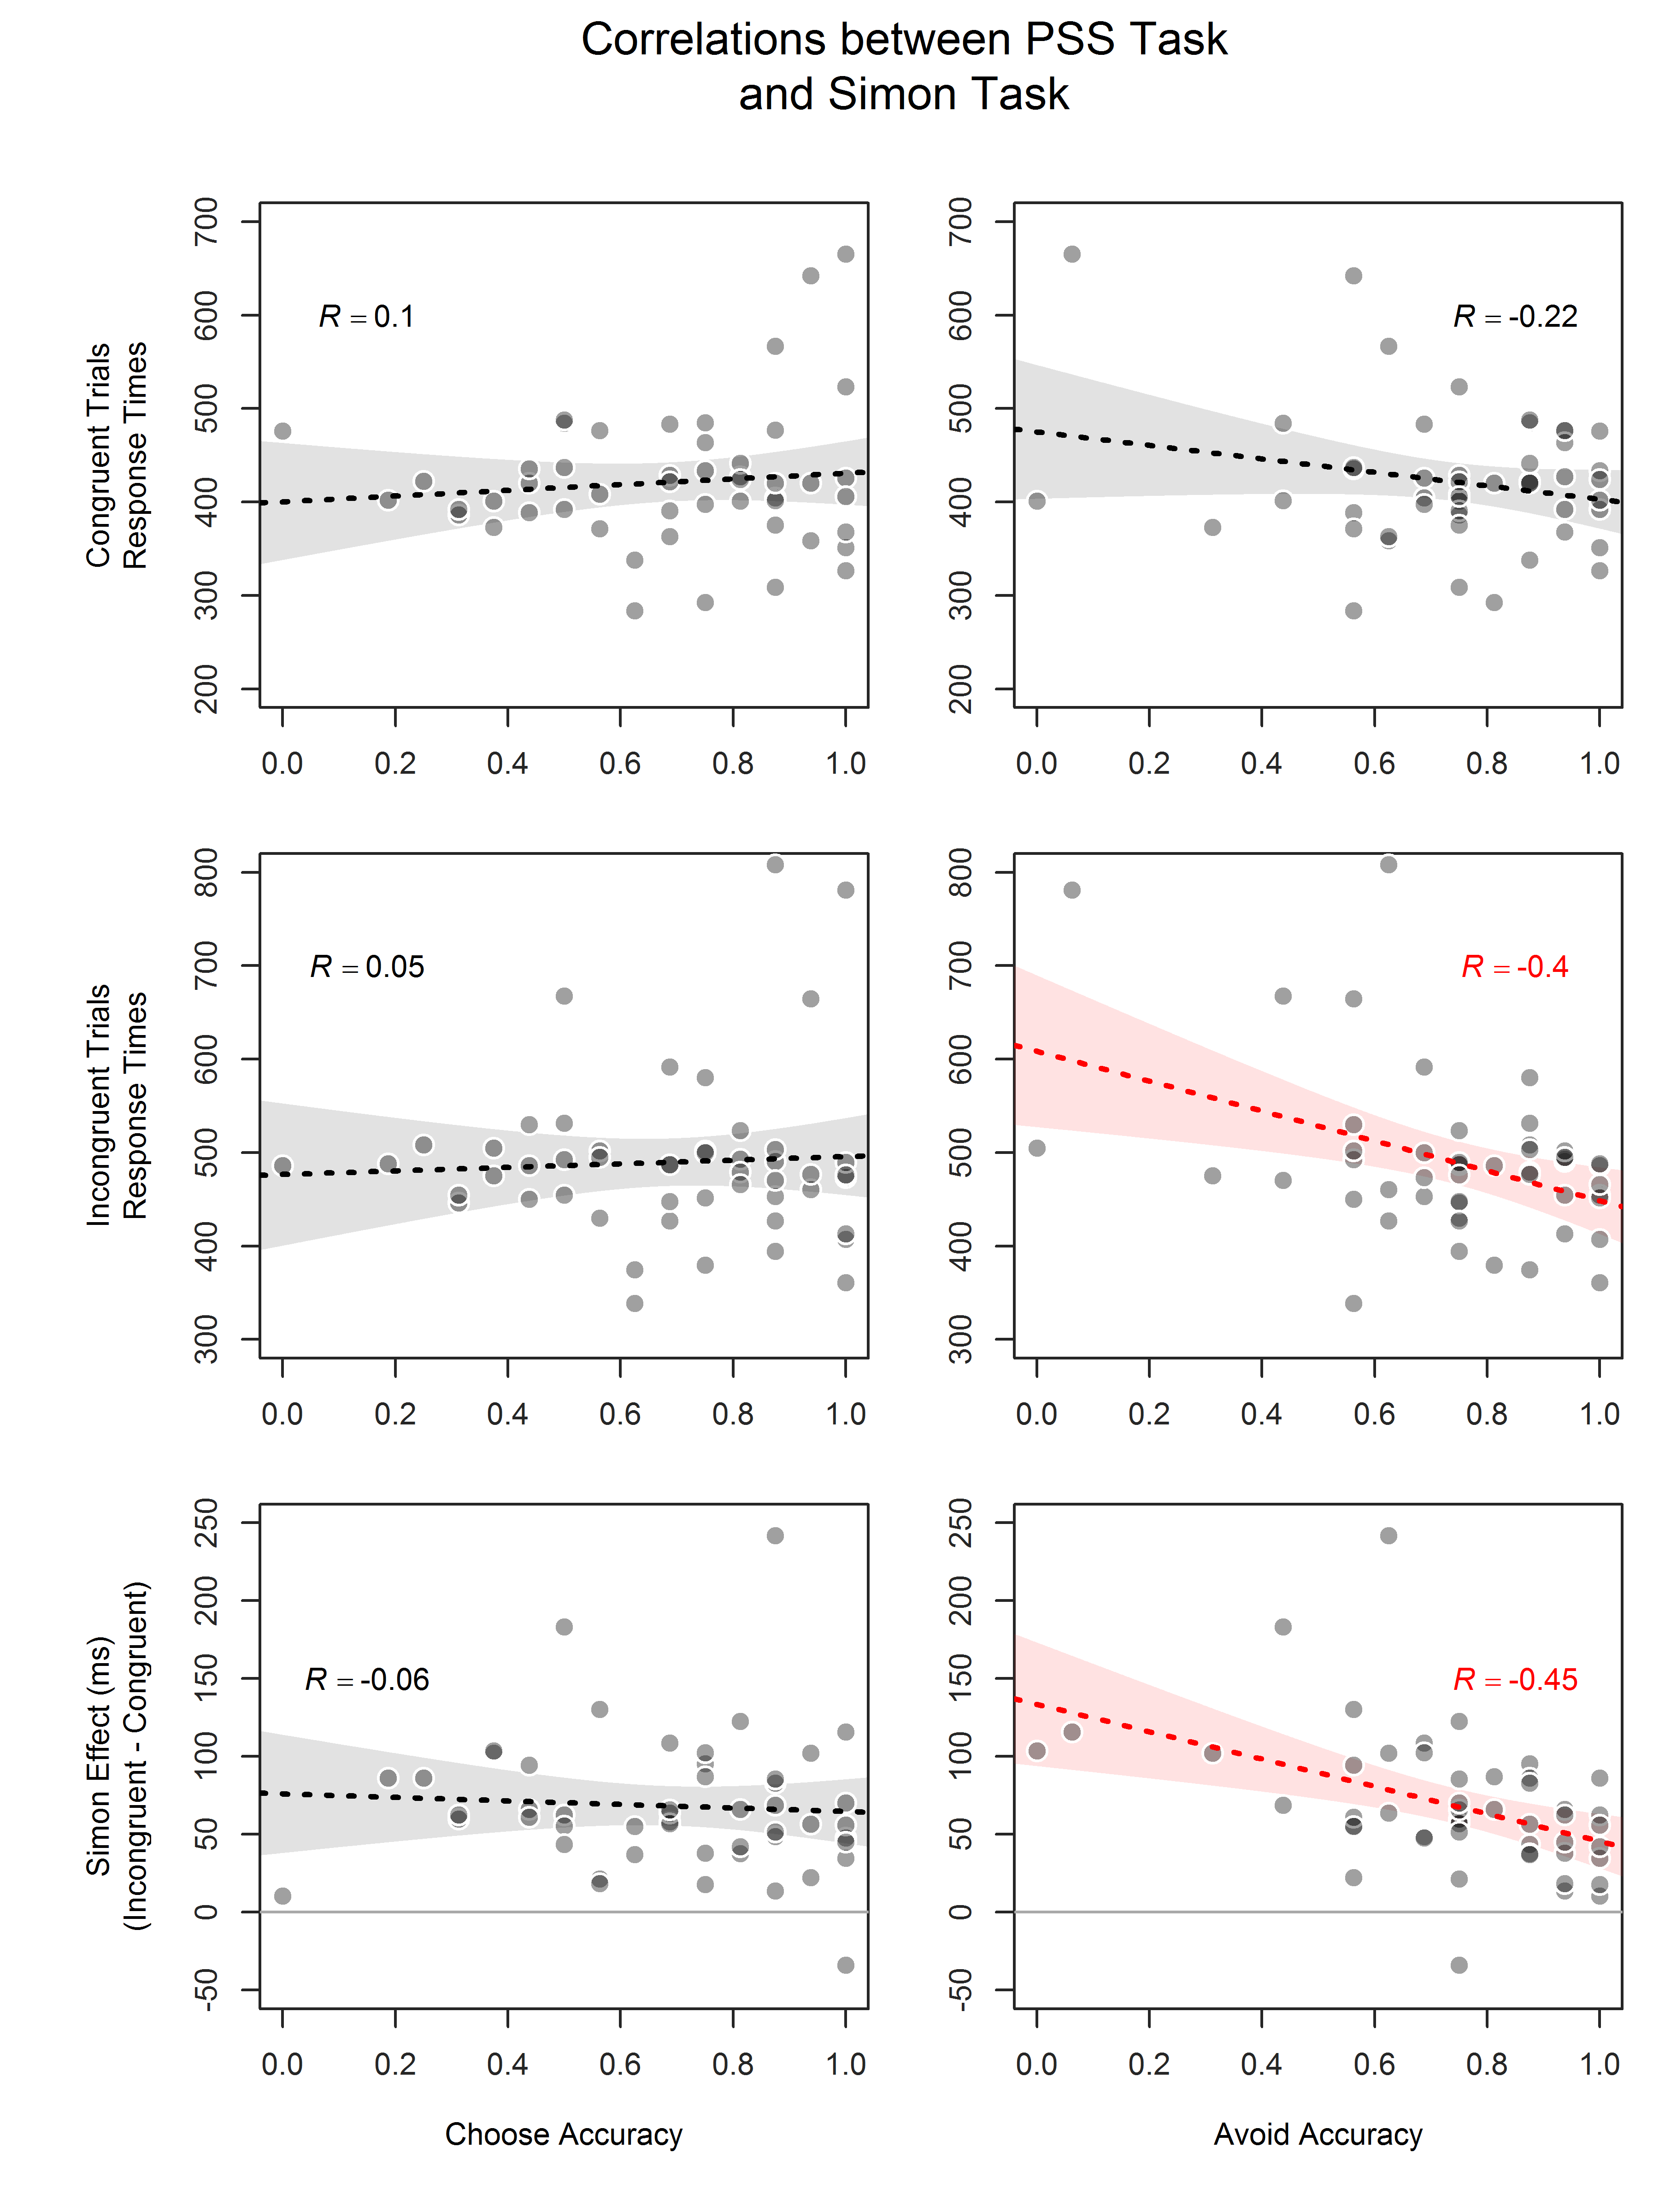 Correlations between PSS Task
and Simon Task
Congruent Trials
Response Times
700
600
500
400
300
200
R = 0.1
0.0 0.2 0.4 0.6 0.8 1.0
700
600
500
400
300
200
R = -0.22
0.0 0.2 0.4 0.6 0.8 1.0
Incongruent Trials
Response Times
800
700
600
500
400
300
R = 0.05
0.0 0.2 0.4 0.6 0.8 1.0
800
700
600
500
400
300
R = -0.4
0.0 0.2 0.4 0.6 0.8 1.0
Simon Effect (ms)
(Incongruent - Congruent)
250
200
150
100
50
0
-50
R = -0.06
0.0 0.2 0.4 0.6 0.8 1.0
Choose Accuracy
250
200
150
100
50
0
-50
R = -0.45
0.0 0.2 0.4 0.6 0.8 1.0
Avoid Accuracy